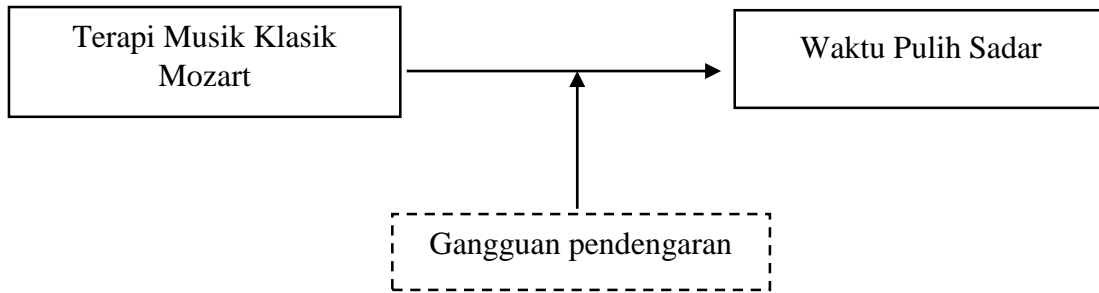 Terapi Musik Klasik
Mozart
Waktu Pulih Sadar
Gangguan pendengaran